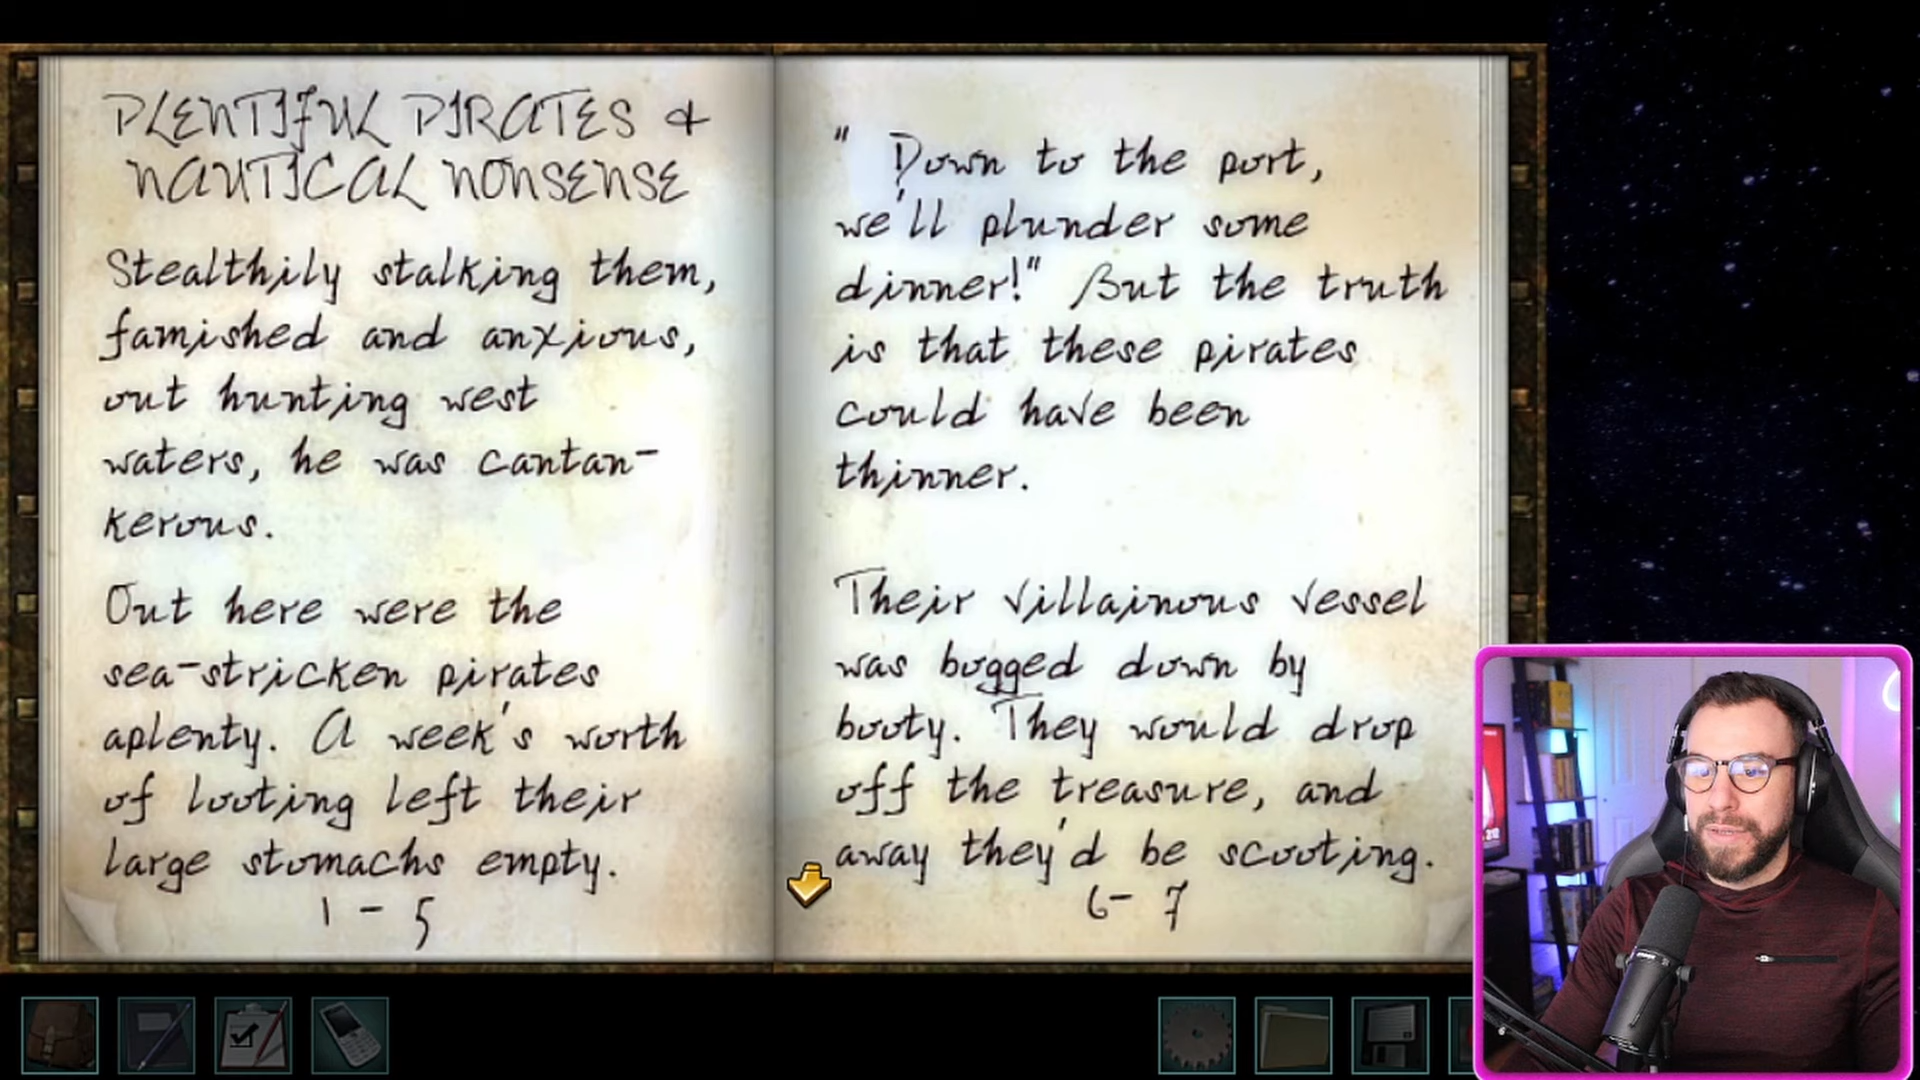 PLENTIFUL PIRATES &
NAUTICAL NONSENSE
Stealthily stalking them,
famished and anxious,
out hunting west
waters, he was cantan-
kerous.
Out here were the
sea-stricken pirates
aplenty. A week's worth
of looting left their
large stomachs empty.
1 - 5
" Down to the port,
we'll plunder some
dinner!" But the truth
is that these pirates
could have been
thinner.
Their villainous vessel
was bogged down by
booty. They would drop
off the treasure, and
away they'd be scooting.
6- 7